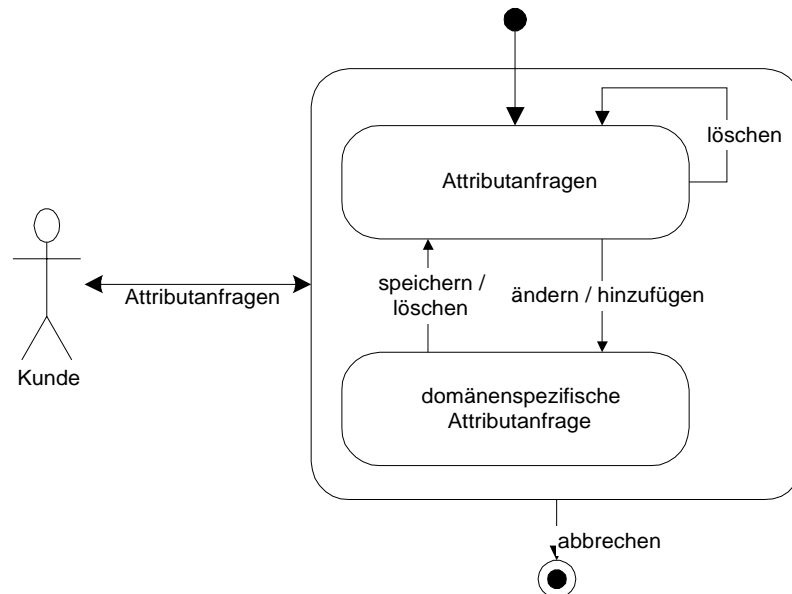 löschen
Attributanfragen
Attributanfragen
speichern /
löschen
ändern / hinzufügen
Kunde
domänenspezifische
Attributanfrage
abbrechen